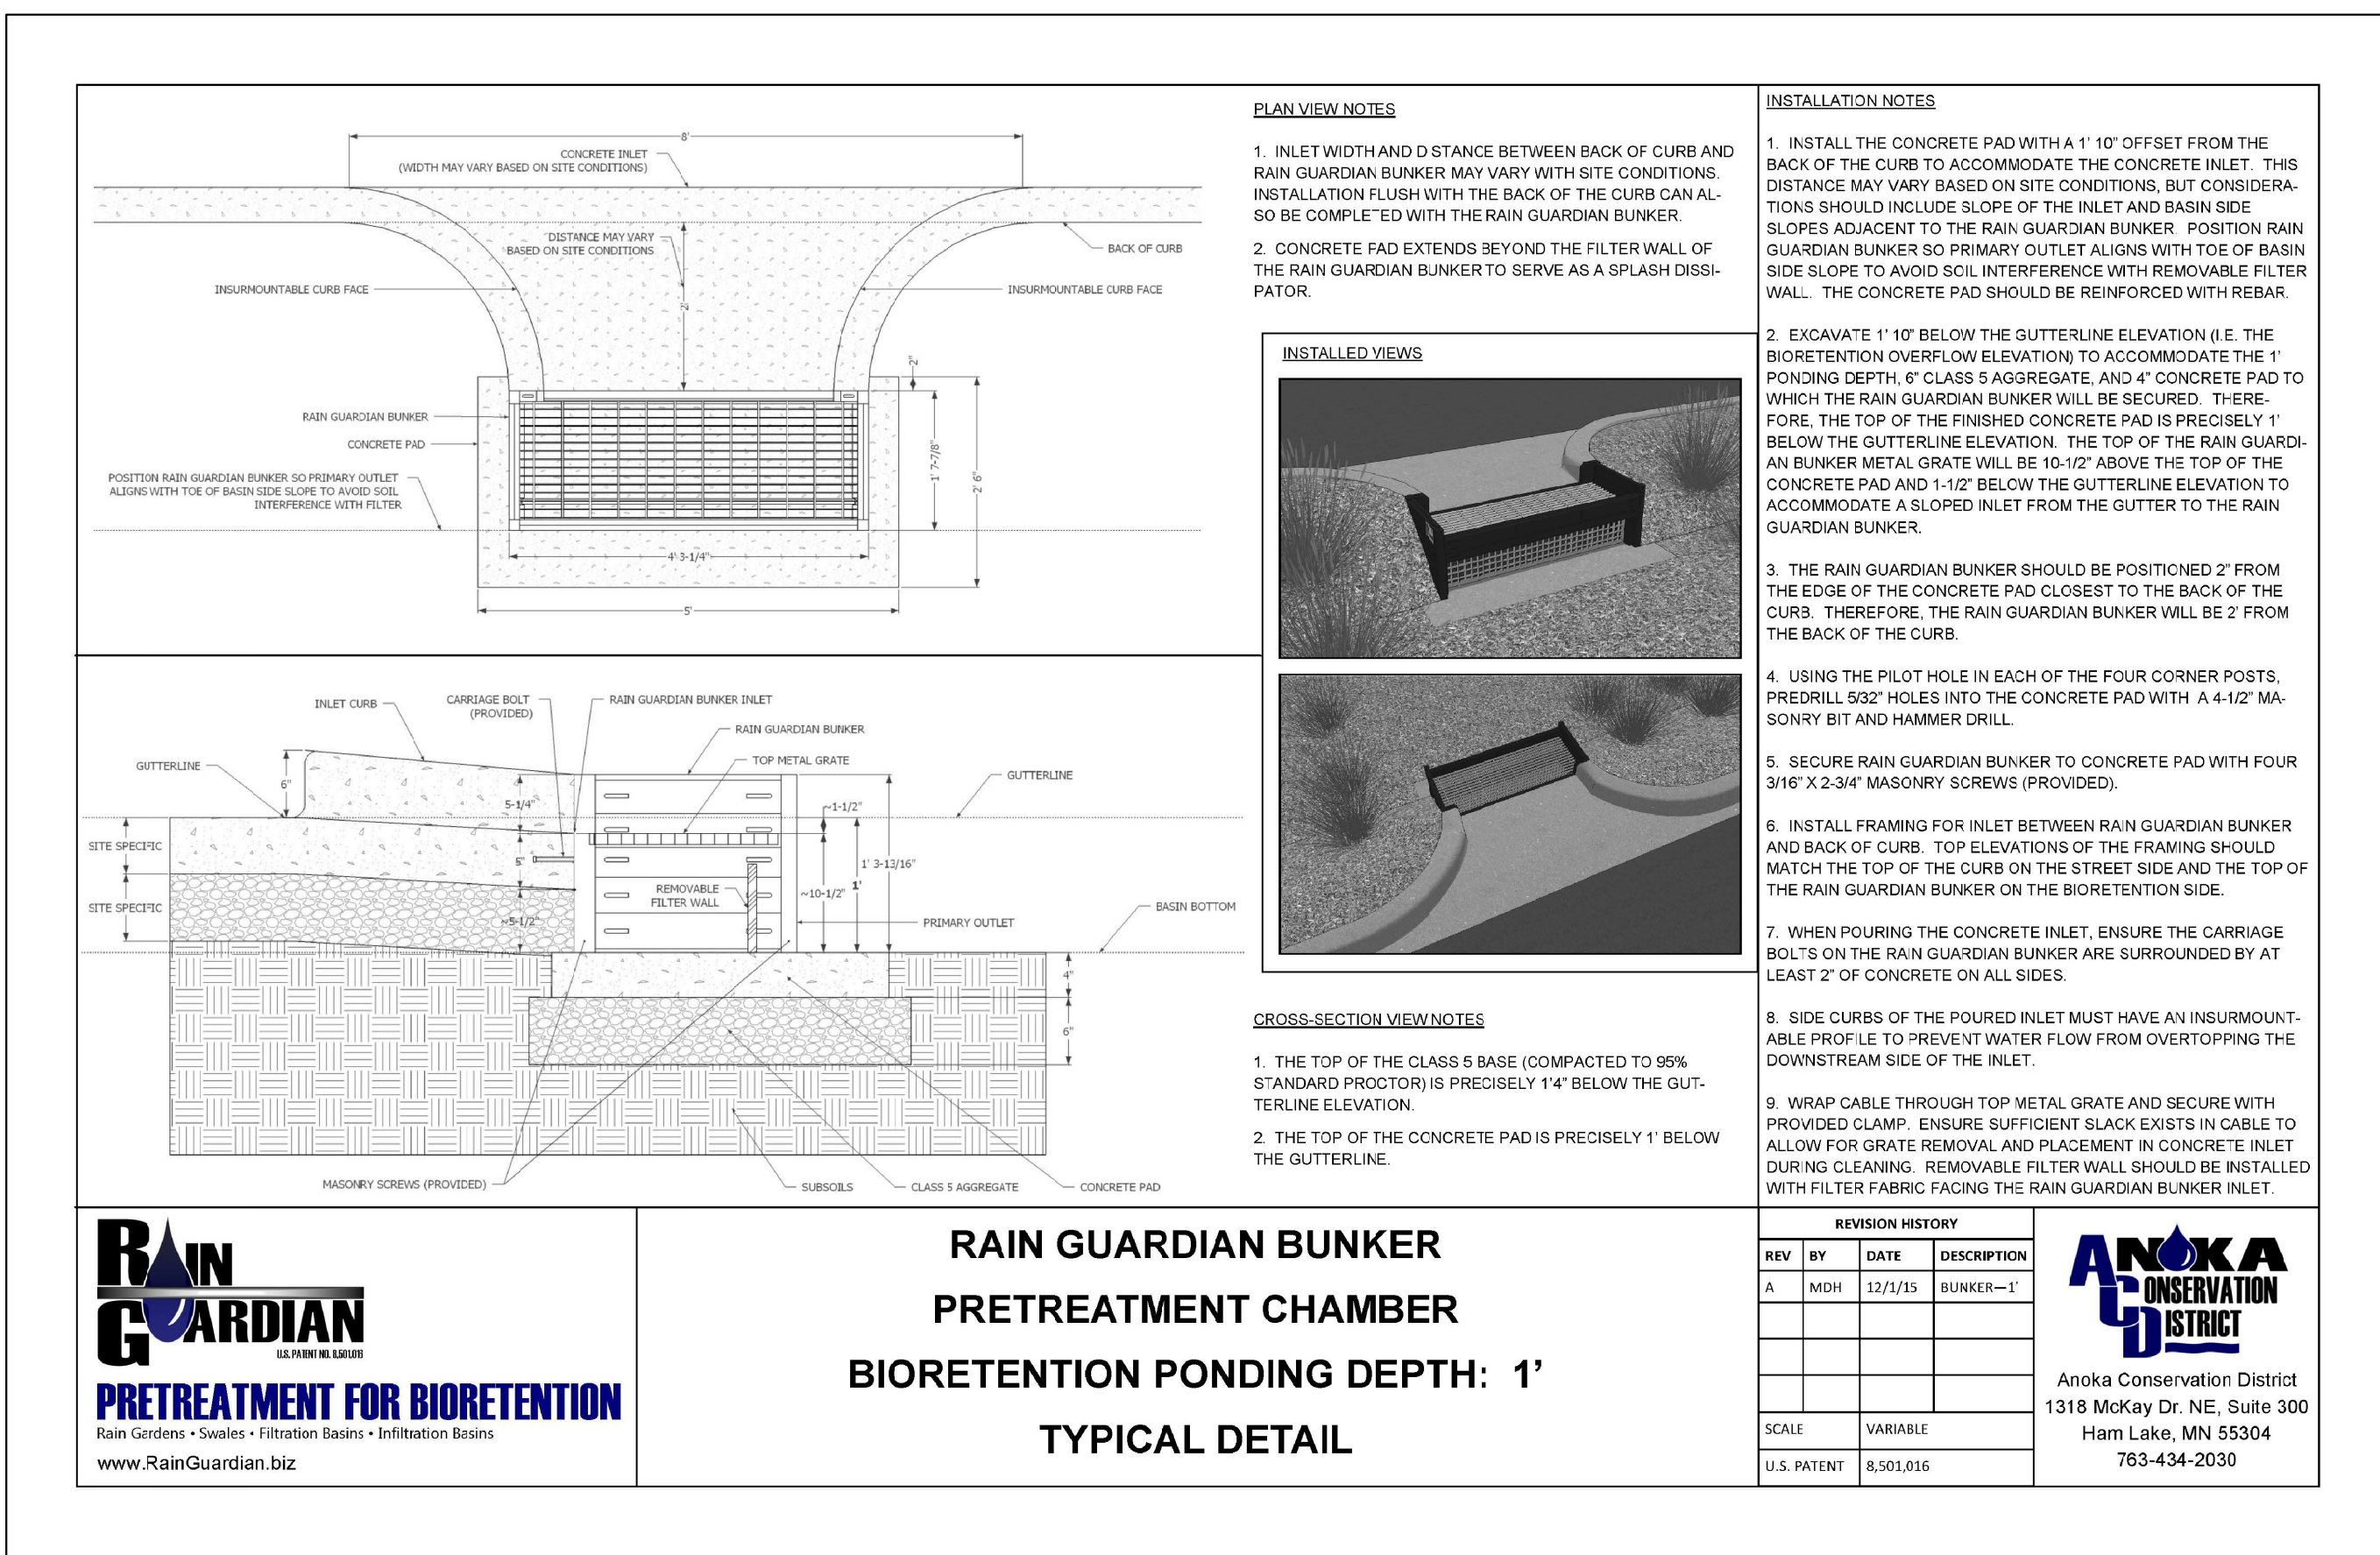 8'
CONCRETE INLET
(WIDTH MAY VARY BASED ON SITE CONDITIONS)
DISTANCE MAY VARY
BASED ON SITE CONDITIONS
BACK OF CURB
INSURMOUNTABLE CURB FACE
INSURMOUNTABLE CURB FACE
2'
2"
RAIN GUARDIAN BUNKER
CONCRETE PAD
1' 7-7/8"
2' 6"
POSITION RAIN GUARDIAN BUNKER SO PRIMARY OUTLET
ALIGNS WITH TOE OF BASIN SIDE SLOPE TO AVOID SOIL
INTERFERENCE WITH FILTER
4' 3-1/4"
5'
INLET CURB
CARRIAGE BOLT
(PROVIDED)
RAIN GUARDIAN BUNKER INLET
RAIN GUARDIAN BUNKER
TOP METAL GRATE
GUTTERLINE
GUTTERLINE
6"
5-1/4"
~1-1/2"
SITE SPECIFIC
5"
1' 3-13/16"
REMOVABLE
FILTER WALL
~10-1/2"
1'
SITE SPECIFIC
~5-1/2"
PRIMARY OUTLET
BASIN BOTTOM
4"
6"
MASONRY SCREWS (PROVIDED)
SUBSOILS
CLASS 5 AGGREGATE
CONCRETE PAD
PLAN VIEW NOTES
1. INLET WIDTH AND D STANCE BETWEEN BACK OF CURB AND
RAIN GUARDIAN BUNKER MAY VARY WITH SITE CONDITIONS.
INSTALLATION FLUSH WITH THE BACK OF THE CURB CAN AL-
SO BE COMPLETED WITH THE RAIN GUARDIAN BUNKER.
2. CONCRETE PAD EXTENDS BEYOND THE FILTER WALL OF
THE RAIN GUARDIAN BUNKER TO SERVE AS A SPLASH DISSI-
PATOR.
INSTALLED VIEWS
CROSS-SECTION VIEW NOTES
1. THE TOP OF THE CLASS 5 BASE (COMPACTED TO 95%
STANDARD PROCTOR) IS PRECISELY 1'4" BELOW THE GUT-
TERLINE ELEVATION.
2. THE TOP OF THE CONCRETE PAD IS PRECISELY 1' BELOW
THE GUTTERLINE.
INSTALLATION NOTES
1. INSTALL THE CONCRETE PAD WITH A 1' 10" OFFSET FROM THE
BACK OF THE CURB TO ACCOMMODATE THE CONCRETE INLET. THIS
DISTANCE MAY VARY BASED ON SITE CONDITIONS, BUT CONSIDERA-
TIONS SHOULD INCLUDE SLOPE OF THE INLET AND BASIN SIDE
SLOPES ADJACENT TO THE RAIN GUARDIAN BUNKER. POSITION RAIN
GUARDIAN BUNKER SO PRIMARY OUTLET ALIGNS WITH TOE OF BASIN
SIDE SLOPE TO AVOID SOIL INTERFERENCE WITH REMOVABLE FILTER
WALL. THE CONCRETE PAD SHOULD BE REINFORCED WITH REBAR.
2. EXCAVATE 1' 10" BELOW THE GUTTERLINE ELEVATION (I.E. THE
BIORETENTION OVERFLOW ELEVATION) TO ACCOMMODATE THE 1'
PONDING DEPTH, 6" CLASS 5 AGGREGATE, AND 4" CONCRETE PAD TO
WHICH THE RAIN GUARDIAN BUNKER WILL BE SECURED. THERE-
FORE, THE TOP OF THE FINISHED CONCRETE PAD IS PRECISELY 1'
BELOW THE GUTTERLINE ELEVATION. THE TOP OF THE RAIN GUARDI-
AN BUNKER METAL GRATE WILL BE 10-1/2" ABOVE THE TOP OF THE
CONCRETE PAD AND 1-1/2" BELOW THE GUTTERLINE ELEVATION TO
ACCOMMODATE A SLOPED INLET FROM THE GUTTER TO THE RAIN
GUARDIAN BUNKER.
3. THE RAIN GUARDIAN BUNKER SHOULD BE POSITIONED 2" FROM
THE EDGE OF THE CONCRETE PAD CLOSEST TO THE BACK OF THE
CURB. THEREFORE, THE RAIN GUARDIAN BUNKER WILL BE 2' FROM
THE BACK OF THE CURB.
4. USING THE PILOT HOLE IN EACH OF THE FOUR CORNER POSTS,
PREDRILL 5/32" HOLES INTO THE CONCRETE PAD WITH A 4-1/2" MA-
SONRY BIT AND HAMMER DRILL.
5. SECURE RAIN GUARDIAN BUNKER TO CONCRETE PAD WITH FOUR
3/16" X 2-3/4" MASONRY SCREWS (PROVIDED).
6. INSTALL FRAMING FOR INLET BETWEEN RAIN GUARDIAN BUNKER
AND BACK OF CURB. TOP ELEVATIONS OF THE FRAMING SHOULD
MATCH THE TOP OF THE CURB ON THE STREET SIDE AND THE TOP OF
THE RAIN GUARDIAN BUNKER ON THE BIORETENTION SIDE.
7. WHEN POURING THE CONCRETE INLET, ENSURE THE CARRIAGE
BOLTS ON THE RAIN GUARDIAN BUNKER ARE SURROUNDED BY AT
LEAST 2" OF CONCRETE ON ALL SIDES.
8. SIDE CURBS OF THE POURED INLET MUST HAVE AN INSURMOUNT-
ABLE PROFILE TO PREVENT WATER FLOW FROM OVERTOPPING THE
DOWNSTREAM SIDE OF THE INLET.
9. WRAP CABLE THROUGH TOP METAL GRATE AND SECURE WITH
PROVIDED CLAMP. ENSURE SUFFICIENT SLACK EXISTS IN CABLE TO
ALLOW FOR GRATE REMOVAL AND PLACEMENT IN CONCRETE INLET
DURING CLEANING. REMOVABLE FILTER WALL SHOULD BE INSTALLED
WITH FILTER FABRIC FACING THE RAIN GUARDIAN BUNKER INLET.
RAIN
GUARDIAN
U.S. PATENT NO. 8,501,016
PRETREATMENT FOR BIORETENTION
Rain Gardens • Swales • Filtration Basins • Infiltration Basins
www.RainGuardian.biz
RAIN GUARDIAN BUNKER
PRETREATMENT CHAMBER
BIORETENTION PONDING DEPTH: 1'
TYPICAL DETAIL
REVISION HISTORY
REV BY DATE DESCRIPTION
A MDH 12/1/15 BUNKER—1'
SCALE VARIABLE
U.S. PATENT 8,501,016
ANOKA
CONSERVATION
DISTRICT
Anoka Conservation District
1318 McKay Dr. NE, Suite 300
Ham Lake, MN 55304
763-434-2030